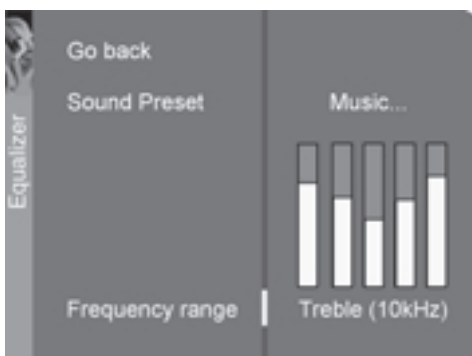 Equalizer
Go back
Sound Preset Music...
Frequency range Treble (10kHz)